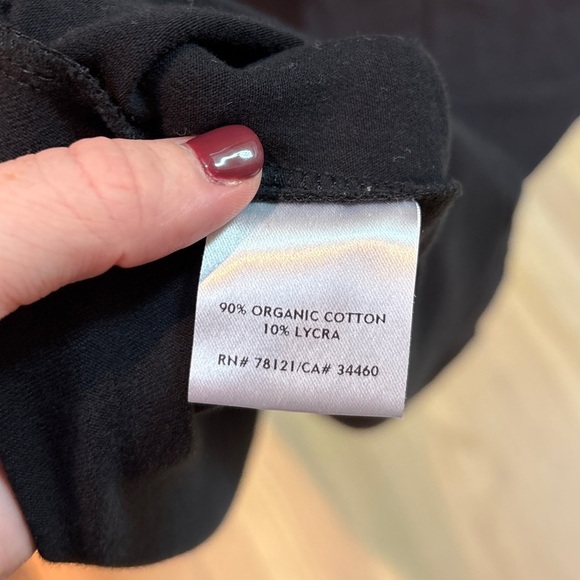 90% ORGANIC COTTON
10% LYCRA
RN# 78121/CA# 34460